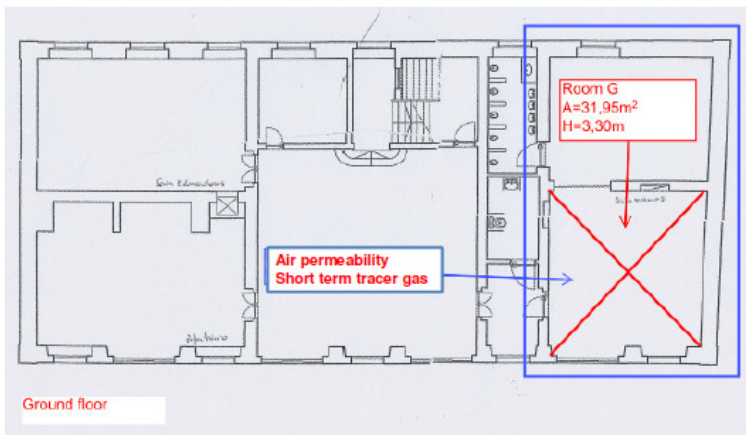 Room G
A=31,95m²
H=3,30m
Air permeability
Short term tracer gas
Ground floor